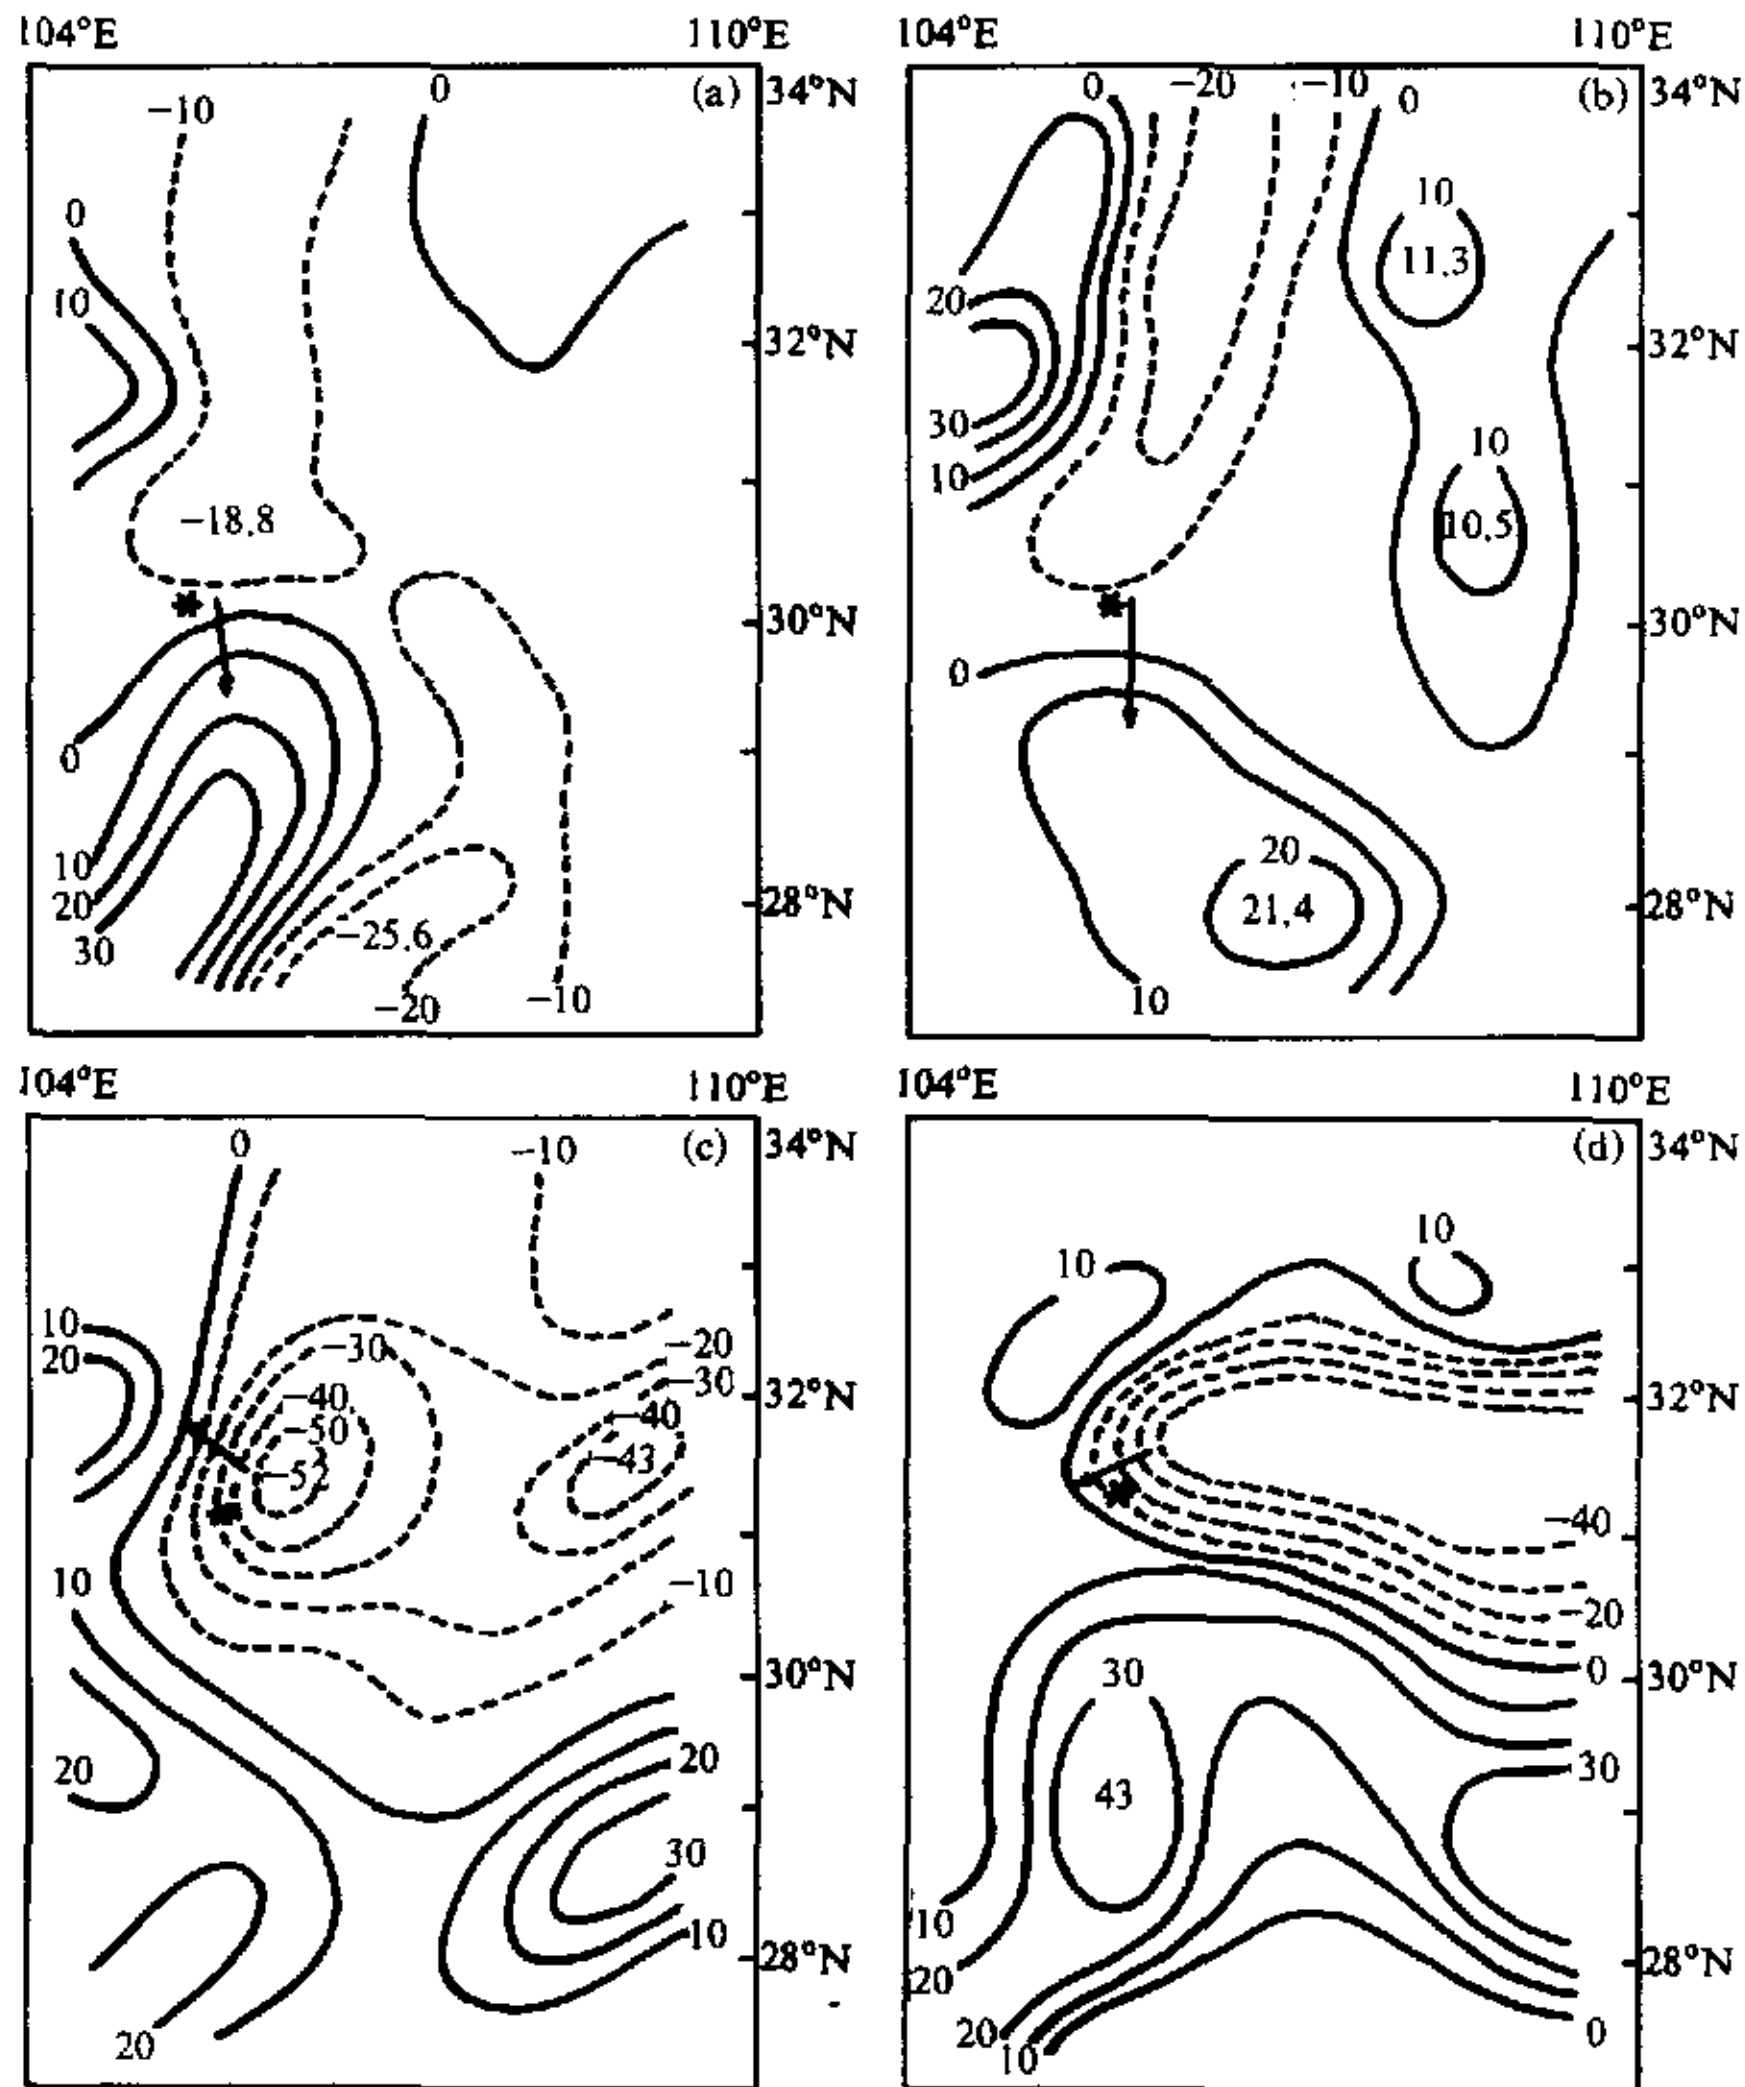 104°E 110°E 104°E 110°E
−10 0 (a) 34°N 0 −20 −10 0 (b) 34°N
0 10
11.3
10 20
32°N 32°N
30 10
10
−18.8 10.5
30°N 30°N
0 0
10 20
20 28°N 21.4 28°N
30 −25.6
−20 −10 10
104°E 110°E 104°E 110°E
0 −10 (c) 34°N (d) 34°N
10 10
10 −20
20 −30 −30
−40 32°N 32°N
−50 −40
−52 −43
−40
10 −10
−20
30°N 30 0 30°N
20 20 43 30
30
10 10
28°N 20 28°N
20 20 10 0